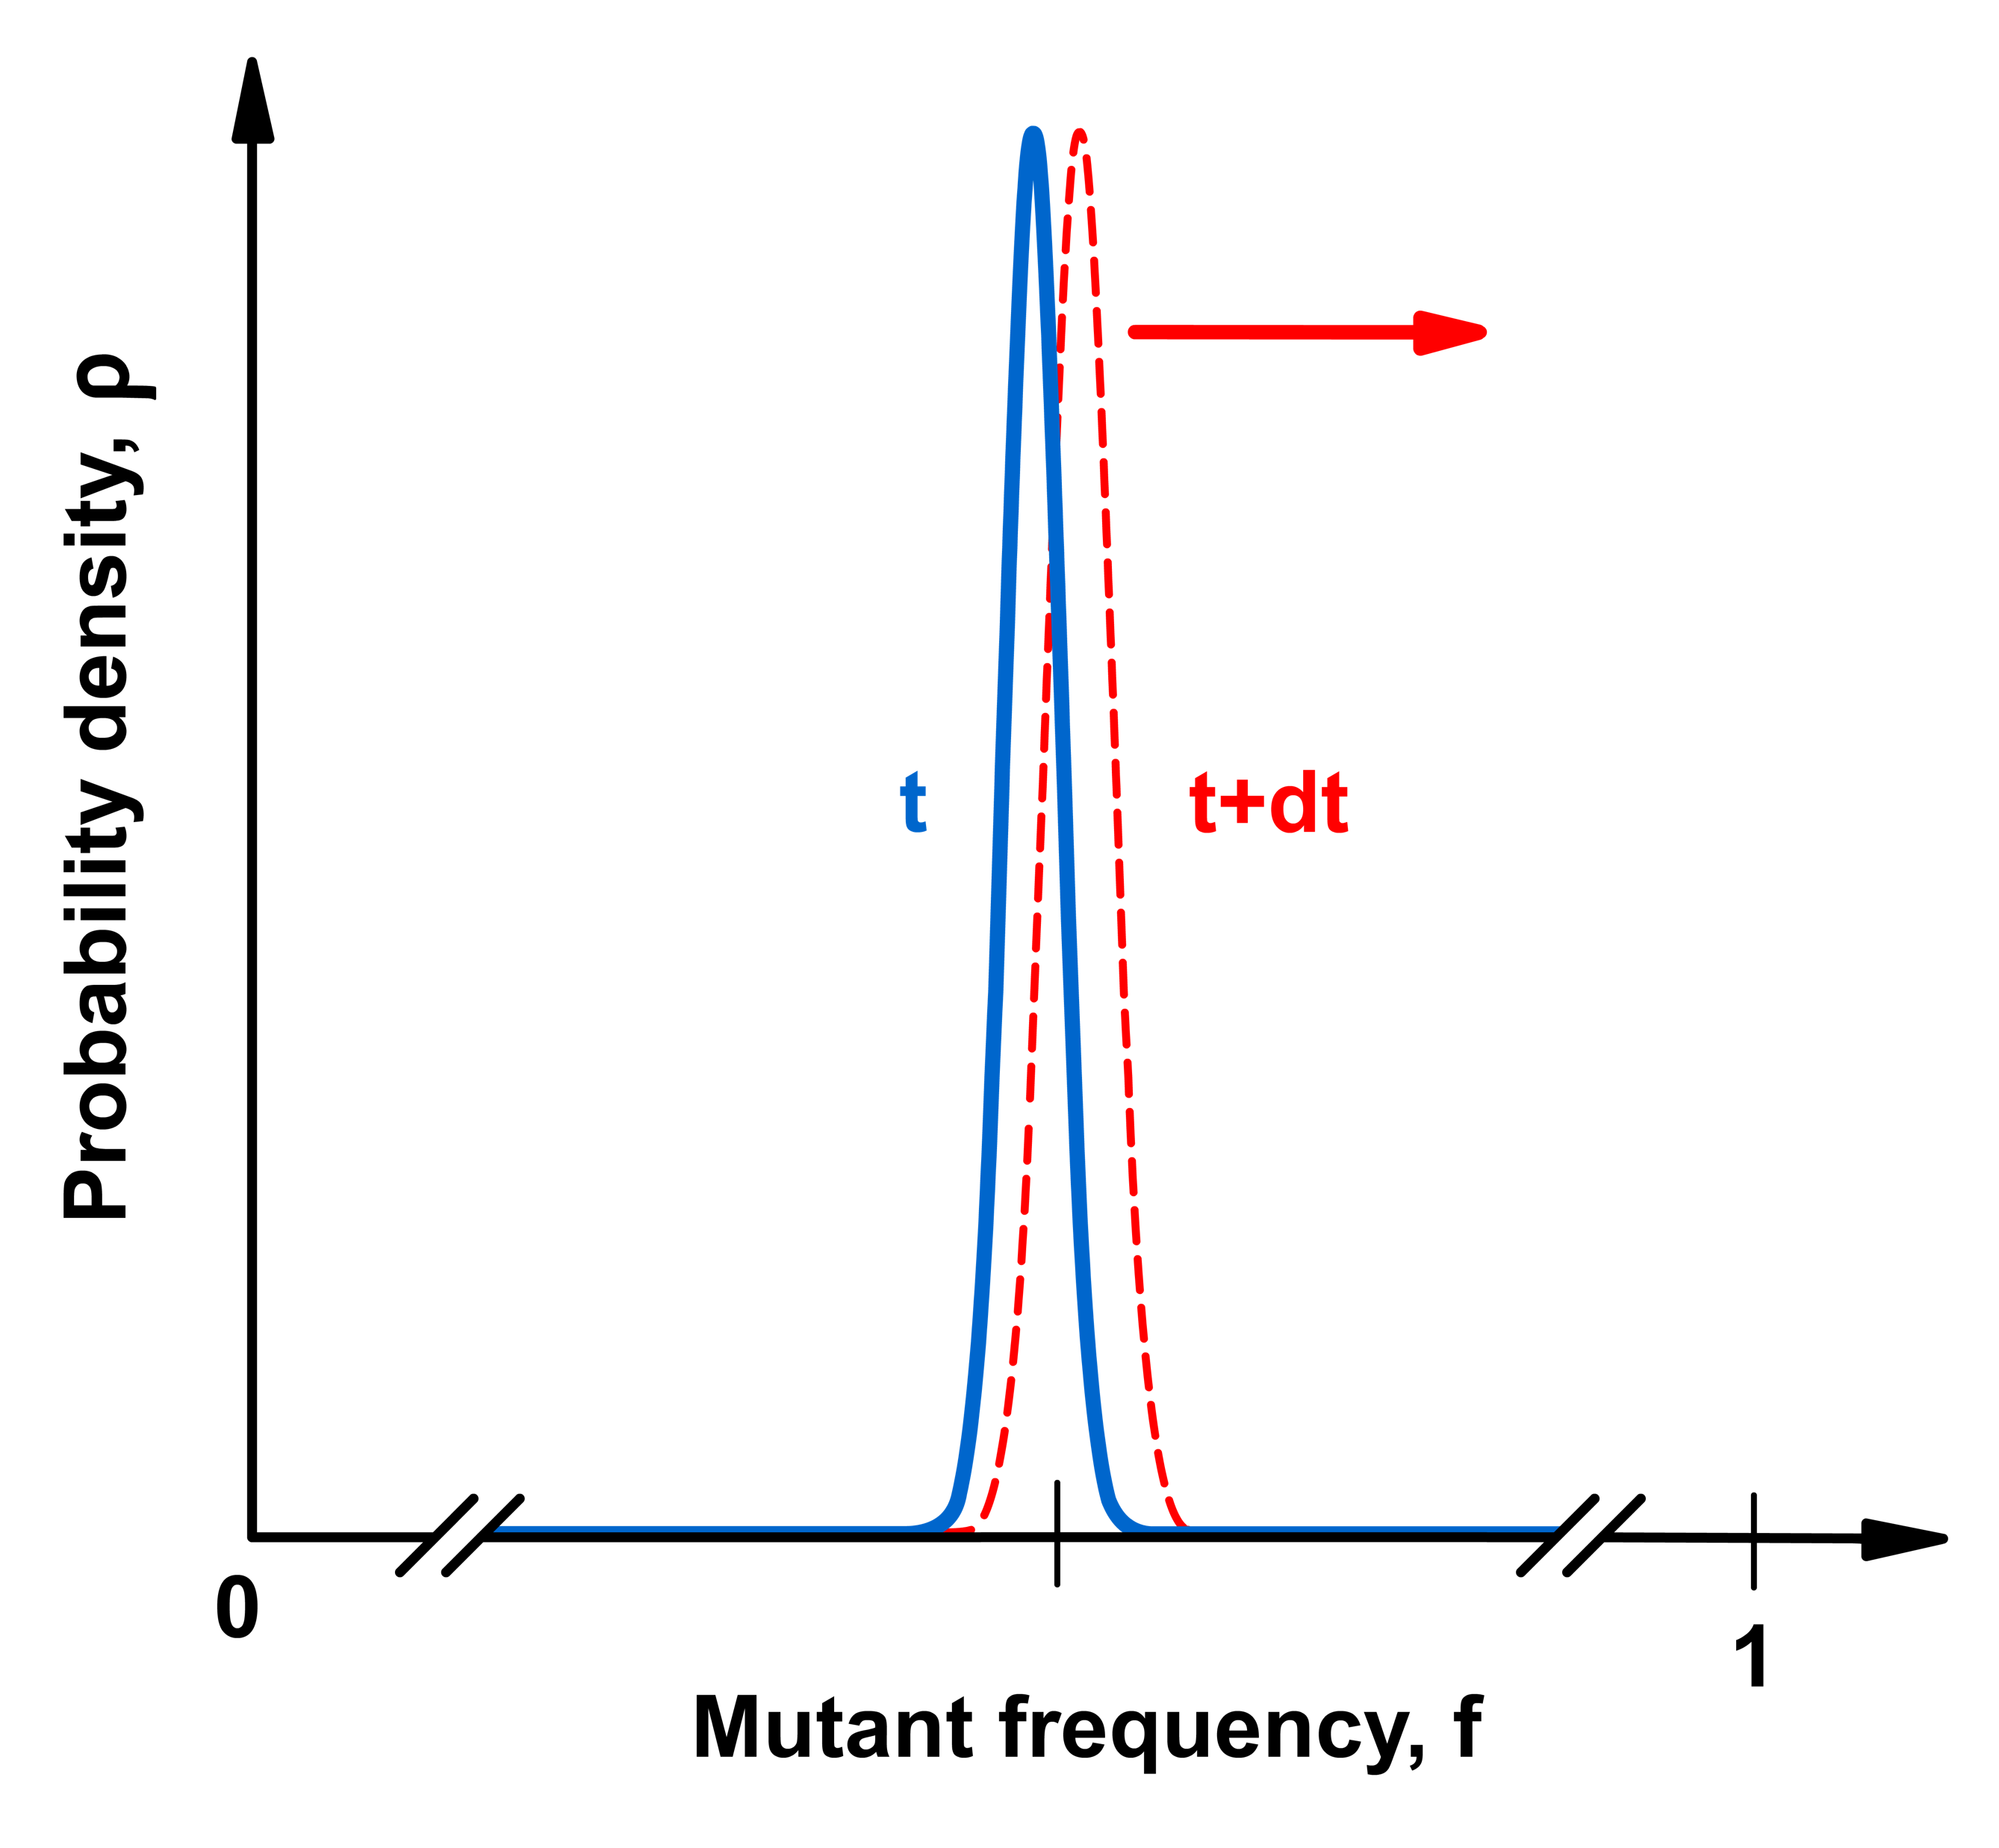 Probability density, ρ
t
t+dt
0
1
Mutant frequency, f